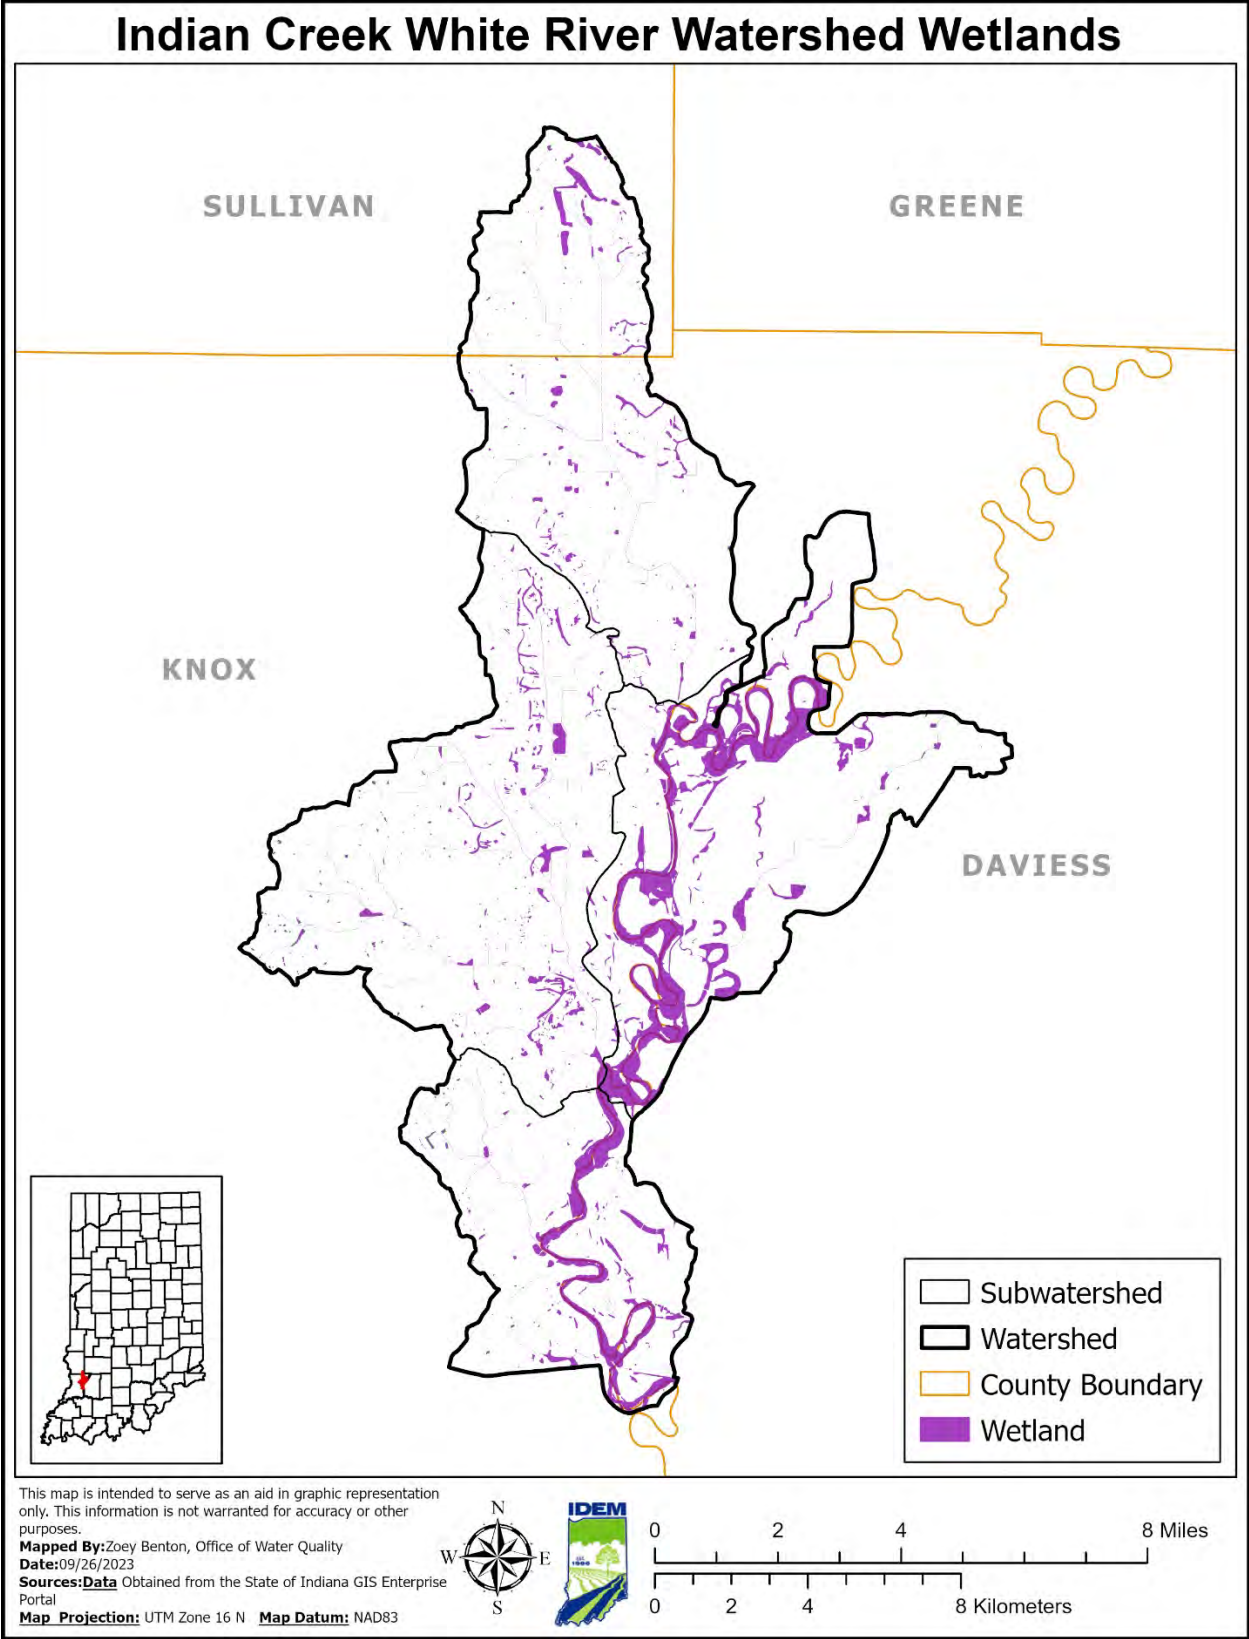 Indian Creek White River Watershed Wetlands
SULLIVAN
GREENE
KNOX
DAVIESS
Subwatershed
Watershed
County Boundary
Wetland
This map is intended to serve as an aid in graphic representation
only. This information is not warranted for accuracy or other
purposes.
Mapped By:Zoey Benton, Office of Water Quality
Date:09/26/2023
Sources:Data Obtained from the State of Indiana GIS Enterprise
Portal
Map Projection: UTM Zone 16 N Map Datum: NAD83
N
W E
S
IDEM
EST.
1986
0 2 4 8 Miles
0 2 4 8 Kilometers